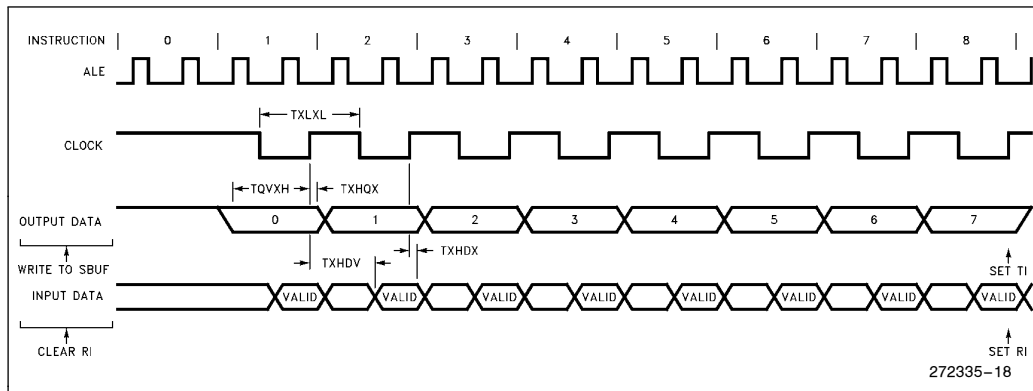 INSTRUCTION | 0 | 1 | 2 | 3 | 4 | 5 | 6 | 7 | 8 |
ALE
TXLXL
CLOCK
TQVXH TXHQX
OUTPUT DATA 0 1 2 3 4 5 6 7
TXHDV TXHDX
WRITE TO SBUF SET TI
INPUT DATA VALID VALID VALID VALID VALID VALID VALID VALID
CLEAR RI SET RI
272335-18